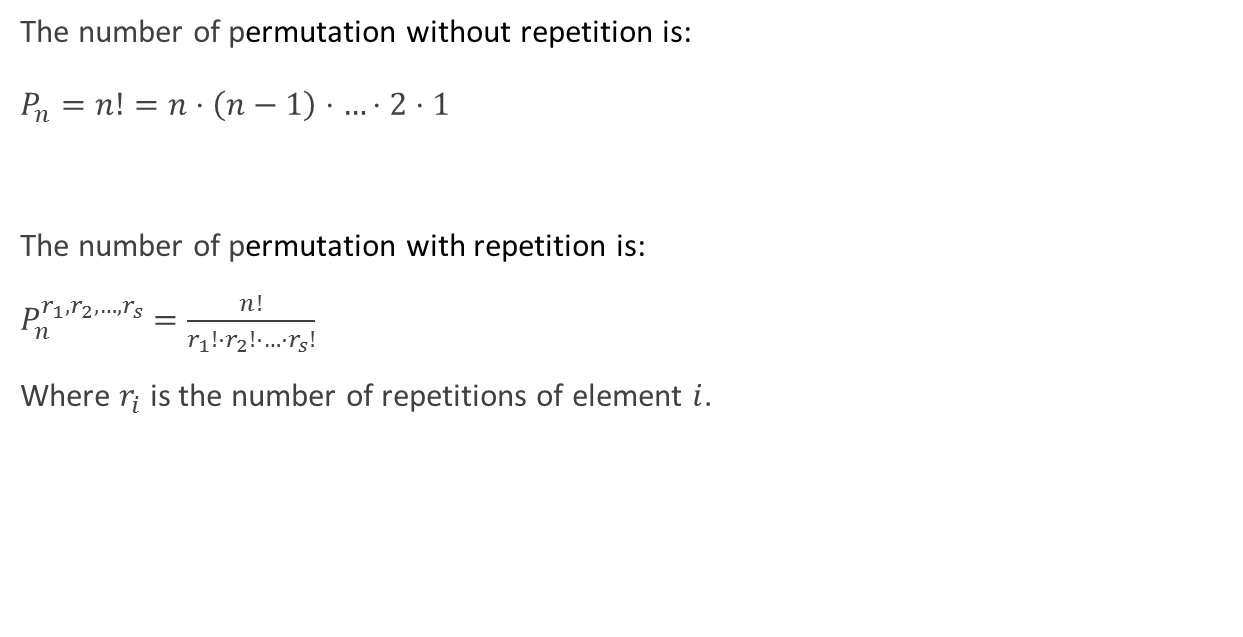 The number of permutation without repetition is:
𝑃ₙ = 𝑛! = 𝑛 · (𝑛 − 1) · … · 2 · 1
The number of permutation with repetition is:
𝑃ₙ^{𝑟₁,𝑟₂,…,𝑟ₛ} = 𝑛! / (𝑟₁!·𝑟₂!·…·𝑟ₛ!)
Where 𝑟ᵢ is the number of repetitions of element 𝑖.